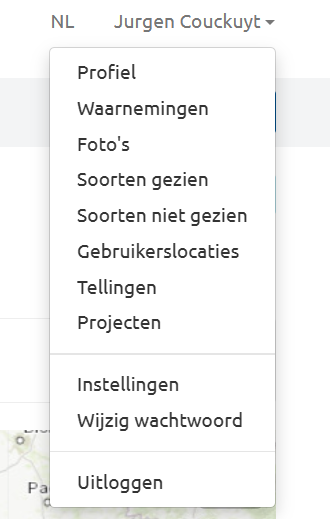 NL Jurgen Couckuyt
Profiel
Waarnemingen
Foto's
Soorten gezien
Soorten niet gezien
Gebruikerslocaties
Tellingen
Projecten
Instellingen
Wijzig wachtwoord
Uitloggen